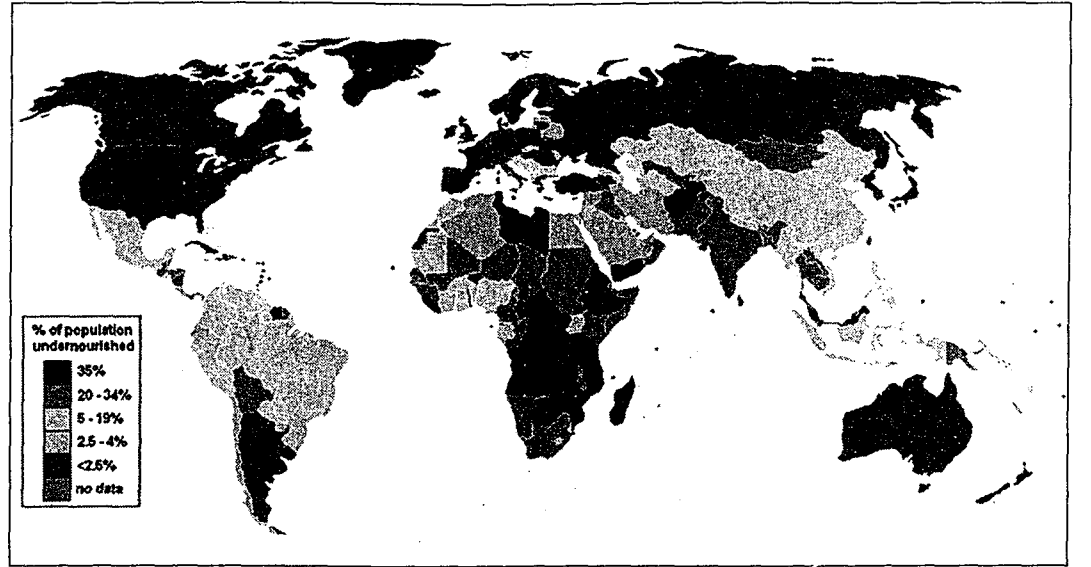 % of population
undernourished
35%
20 - 34%
5 - 19%
2.5 - 4%
<2.5%
no data